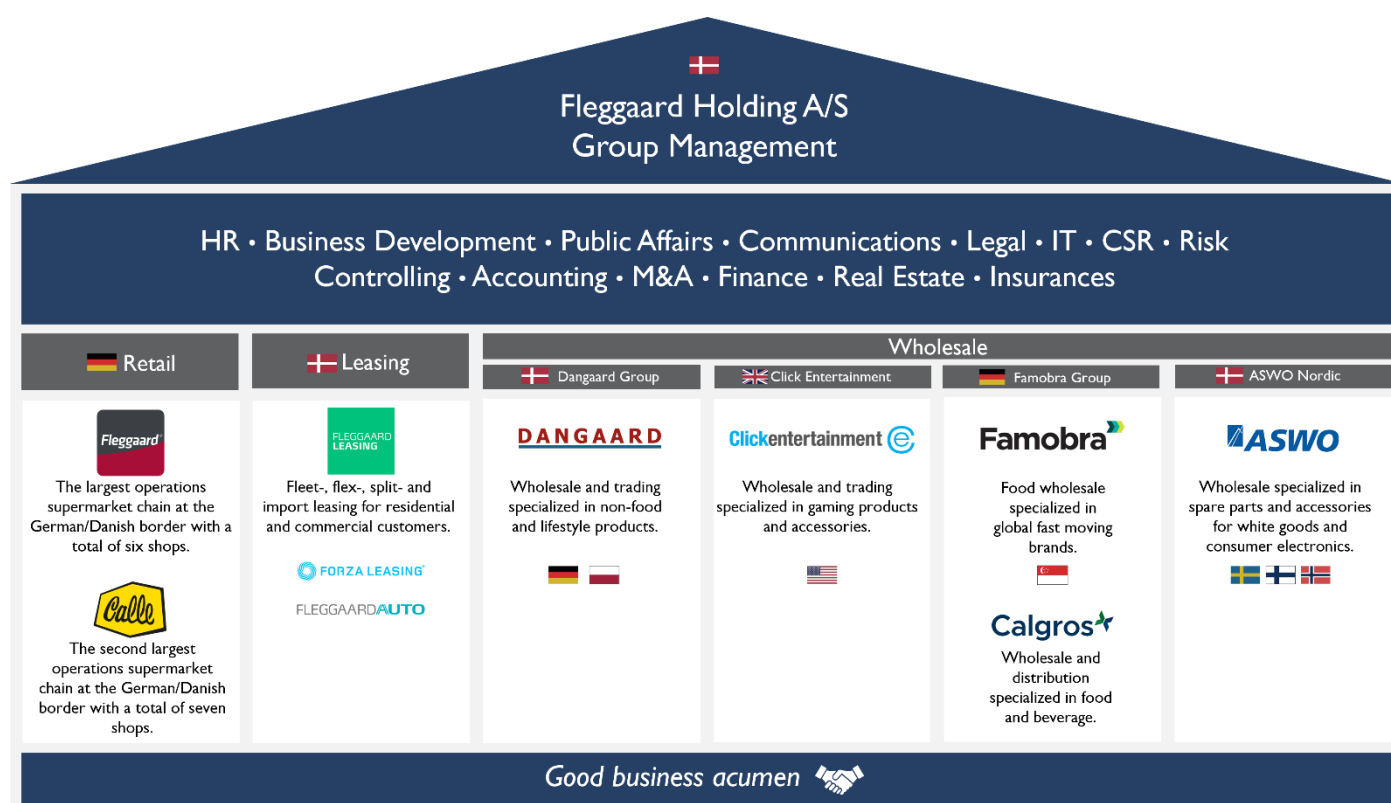 Fleggaard Holding A/S
Group Management
HR • Business Development • Public Affairs • Communications • Legal • IT • CSR • Risk
Controlling • Accounting • M&A • Finance • Real Estate • Insurances
Retail
Leasing
Wholesale
Dangaard Group
Click Entertainment
Famobra Group
ASWO Nordic
Fleggaard
The largest operations
supermarket chain at the
German/Danish border with a
total of six shops.
Calle
The second largest
operations supermarket
chain at the German/Danish
border with a total of seven
shops.
FLEGGAARD
LEASING
Fleet-, flex-, split- and
import leasing for residential
and commercial customers.
FORZA LEASING
FLEGGAARDAUTO
DANGAARD
Wholesale and trading
specialized in non-food
and lifestyle products.
Clickentertainment e
Wholesale and trading
specialized in gaming products
and accessories.
Famobra
Food wholesale
specialized in
global fast moving
brands.
Calgros
Wholesale and
distribution
specialized in food
and beverage.
ASWO
Wholesale specialized in
spare parts and accessories
for white goods and
consumer electronics.
Good business acumen